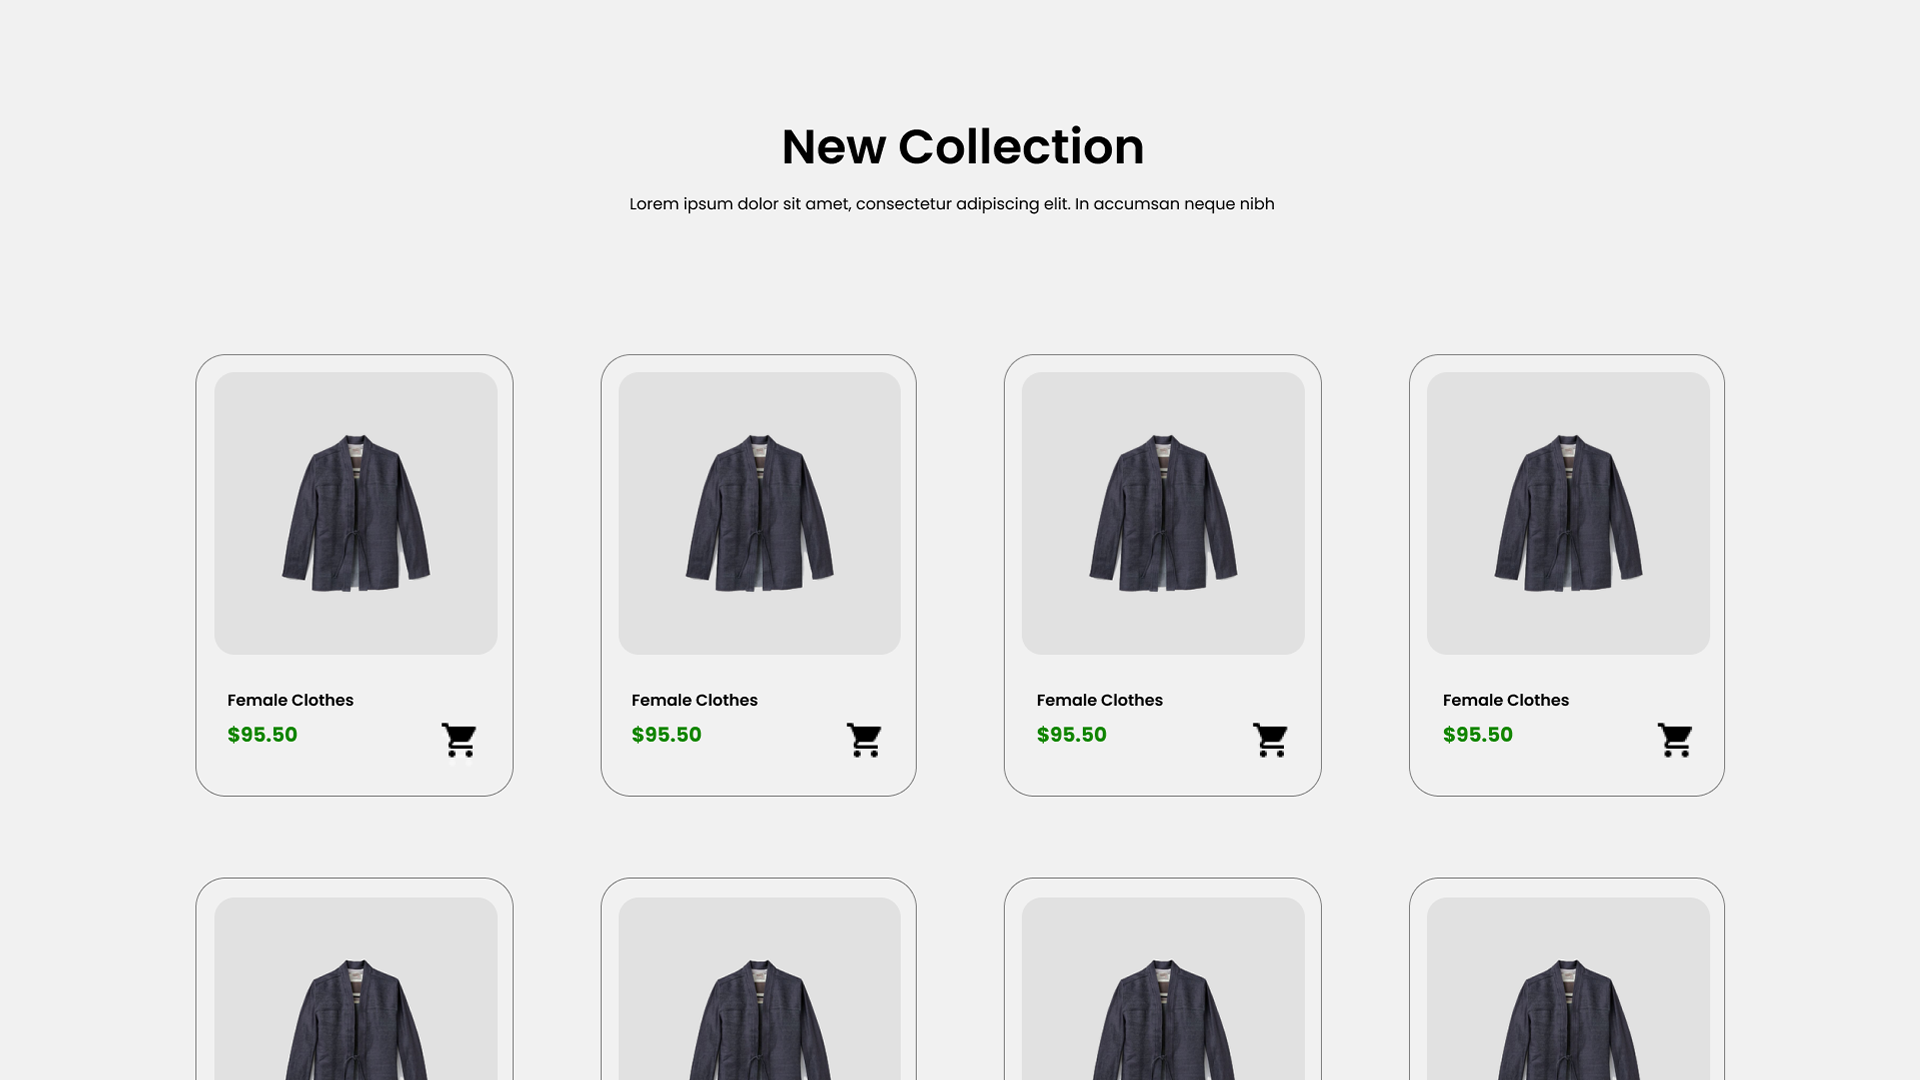 New Collection
Lorem ipsum dolor sit amet, consectetur adipiscing elit. In accumsan neque nibh
Female Clothes
$95.50
Female Clothes
$95.50
Female Clothes
$95.50
Female Clothes
$95.50